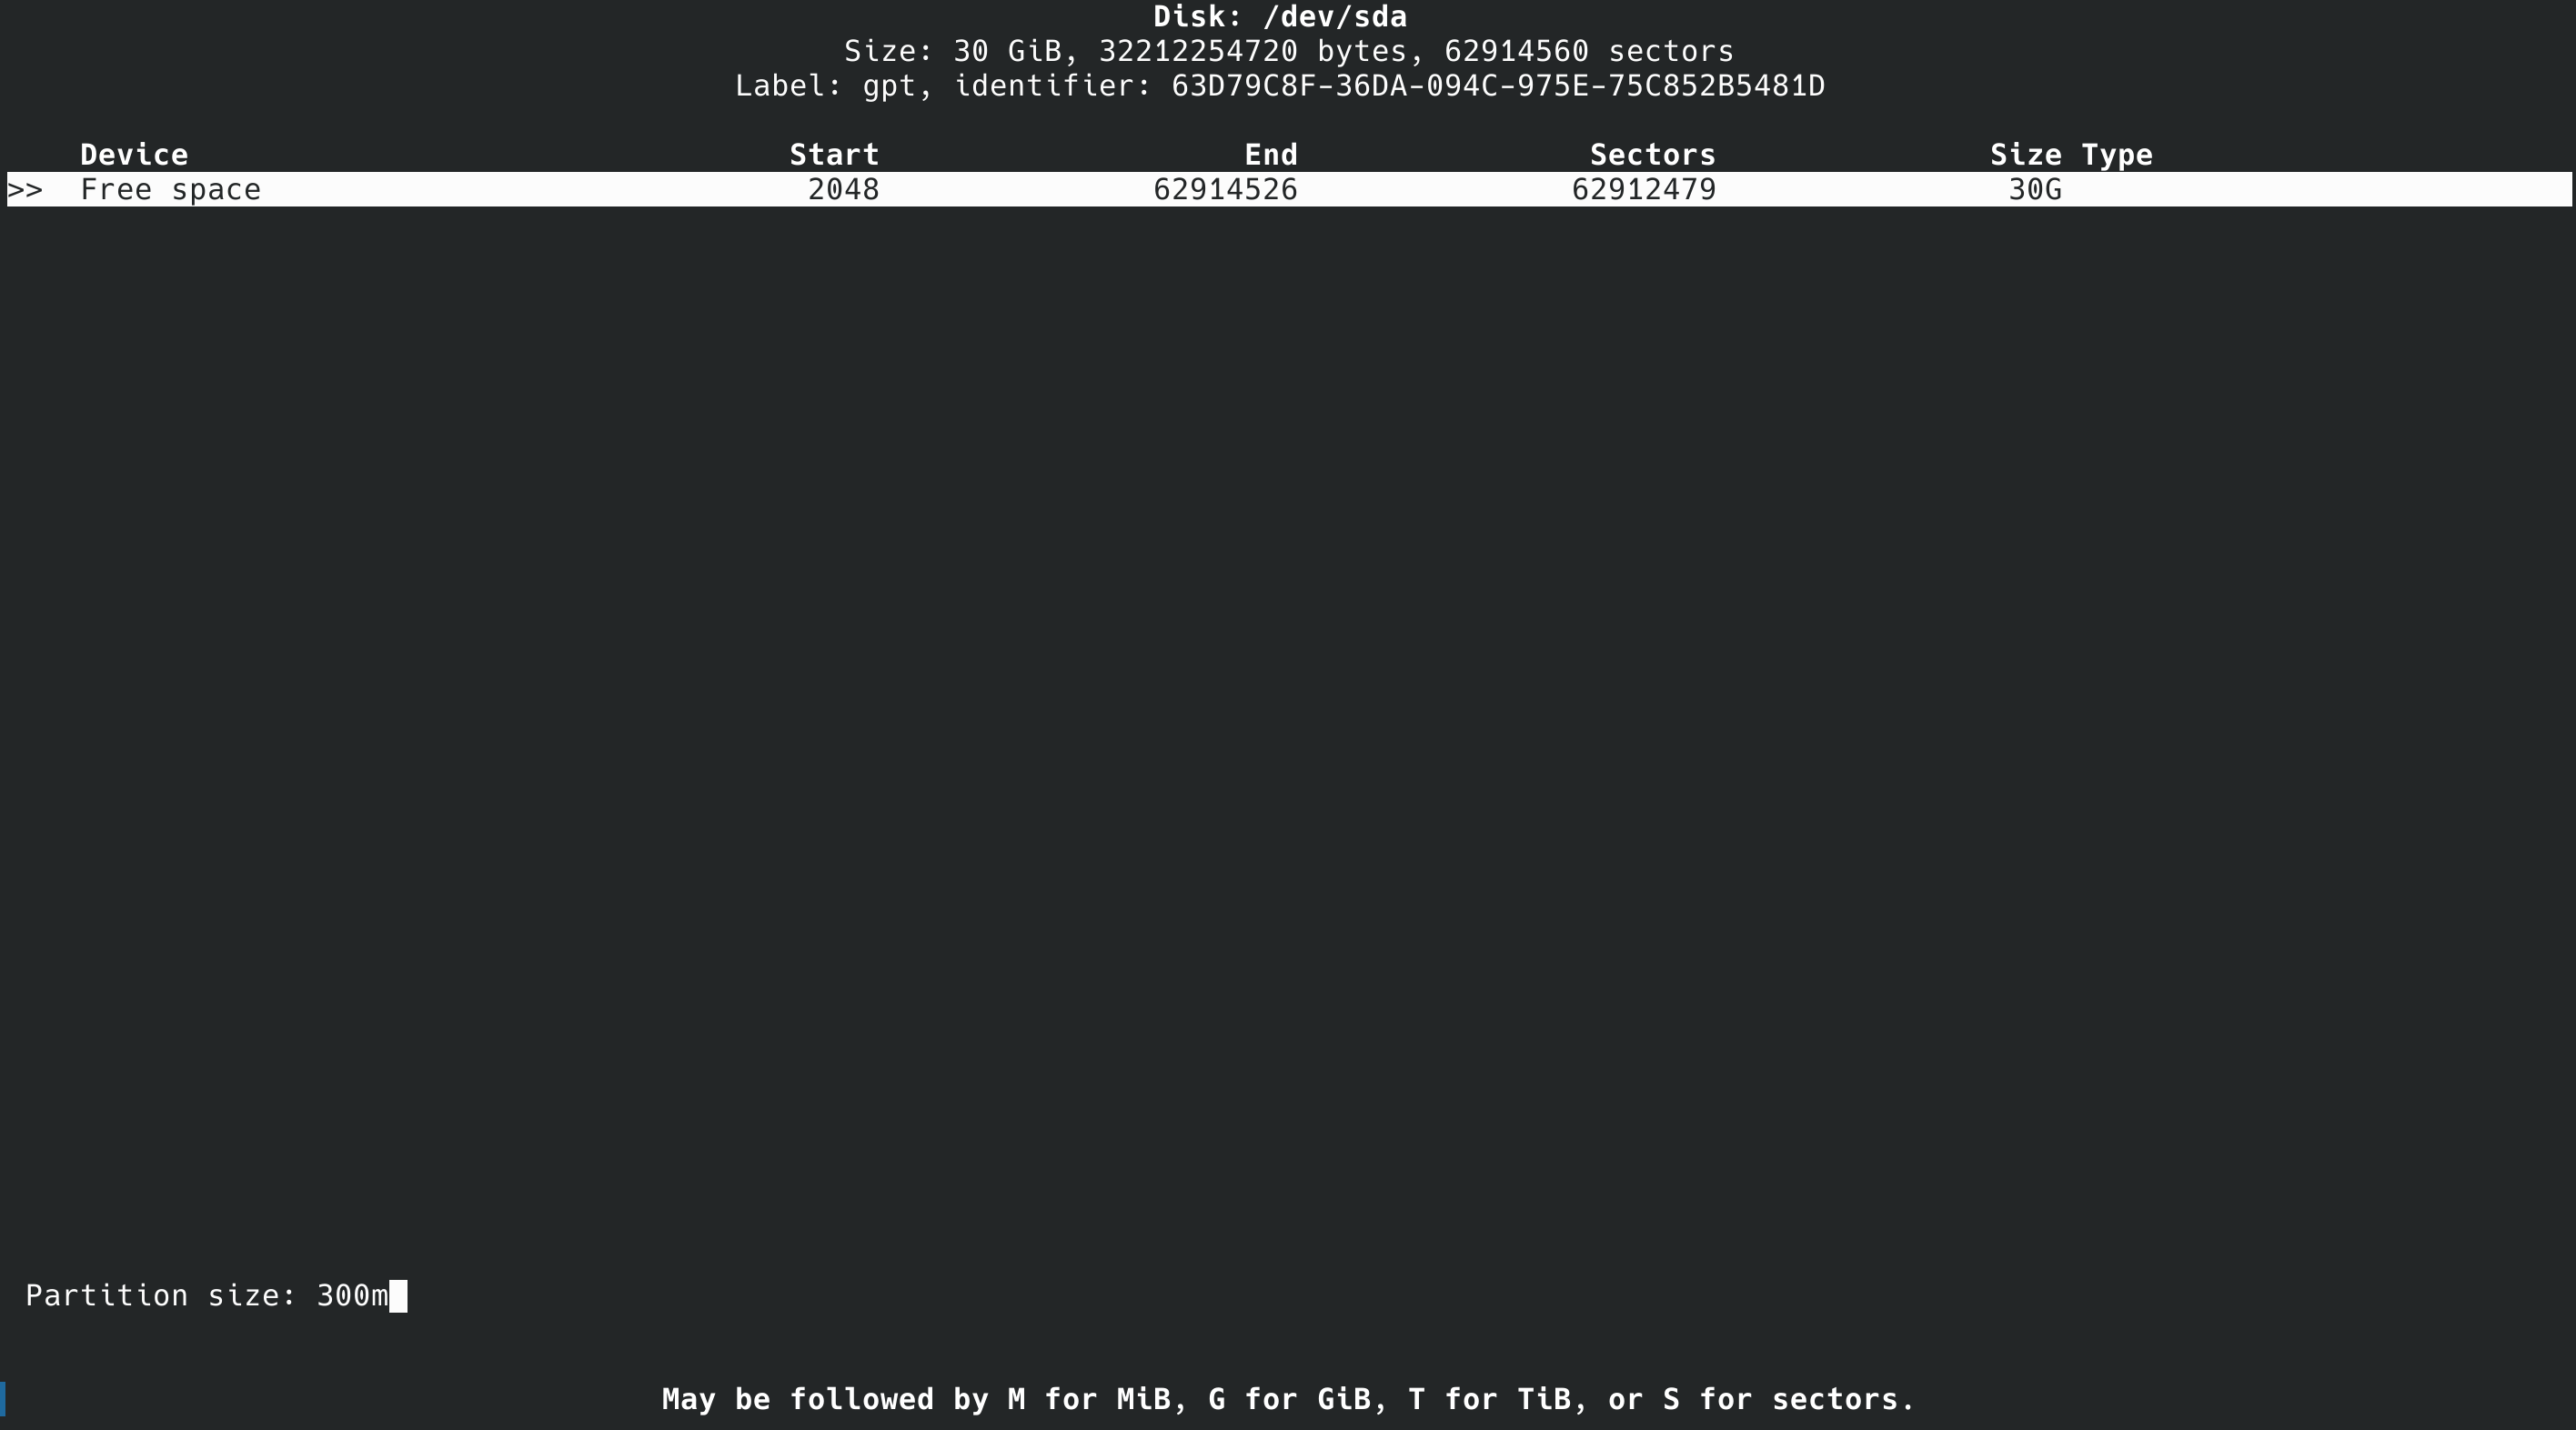 Disk: /dev/sda
Size: 30 GiB, 32212254720 bytes, 62914560 sectors
Label: gpt, identifier: 63D79C8F-36DA-094C-975E-75C852B5481D
Device Start End Sectors Size Type
>> Free space 2048 62914526 62912479 30G
Partition size: 300m
May be followed by M for MiB, G for GiB, T for TiB, or S for sectors.